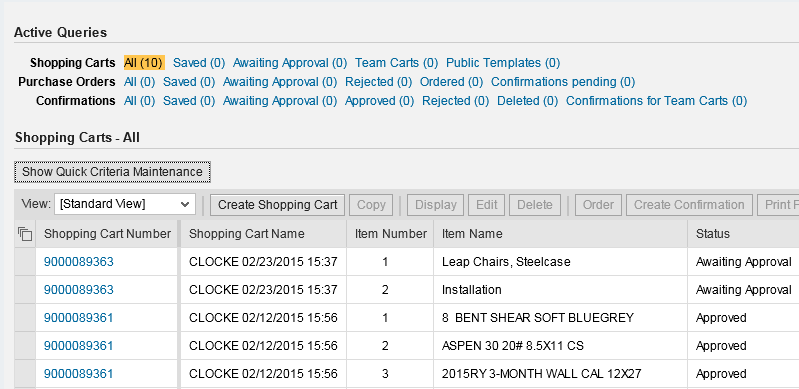 Active Queries
Shopping Carts All (10) Saved (0) Awaiting Approval (0) Team Carts (0) Public Templates (0)
Purchase Orders All (0) Saved (0) Awaiting Approval (0) Rejected (0) Ordered (0) Confirmations pending (0)
Confirmations All (0) Saved (0) Awaiting Approval (0) Approved (0) Rejected (0) Deleted (0) Confirmations for Team Carts (0)
Shopping Carts - All
Show Quick Criteria Maintenance
View: [Standard View] Create Shopping Cart Copy Display Edit Delete Order Create Confirmation Print F
Shopping Cart Number Shopping Cart Name Item Number Item Name Status
9000089363 CLOCKE 02/23/2015 15:37 1 Leap Chairs, Steelcase Awaiting Approval
9000089363 CLOCKE 02/23/2015 15:37 2 Installation Awaiting Approval
9000089361 CLOCKE 02/12/2015 15:56 1 8 BENT SHEAR SOFT BLUEGREY Approved
9000089361 CLOCKE 02/12/2015 15:56 2 ASPEN 30 20# 8.5X11 CS Approved
9000089361 CLOCKE 02/12/2015 15:56 3 2015RY 3-MONTH WALL CAL 12X27 Approved